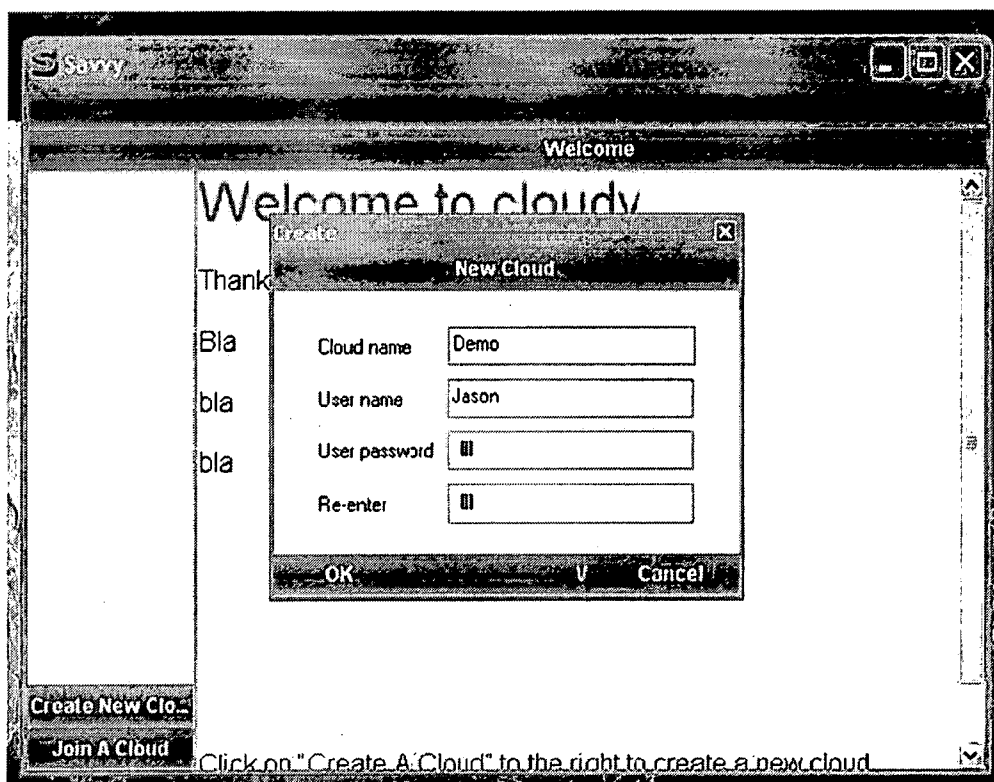 Savvy
Welcome
Welcome to cloudy
Create
New Cloud
Thank
Bla
bla
bla
Cloud name Demo
User name Jason
User password
Re-enter
OK V Cancel
Create New Clo...
Join A Cloud
Click on "Create A Cloud" to the right to create a new cloud